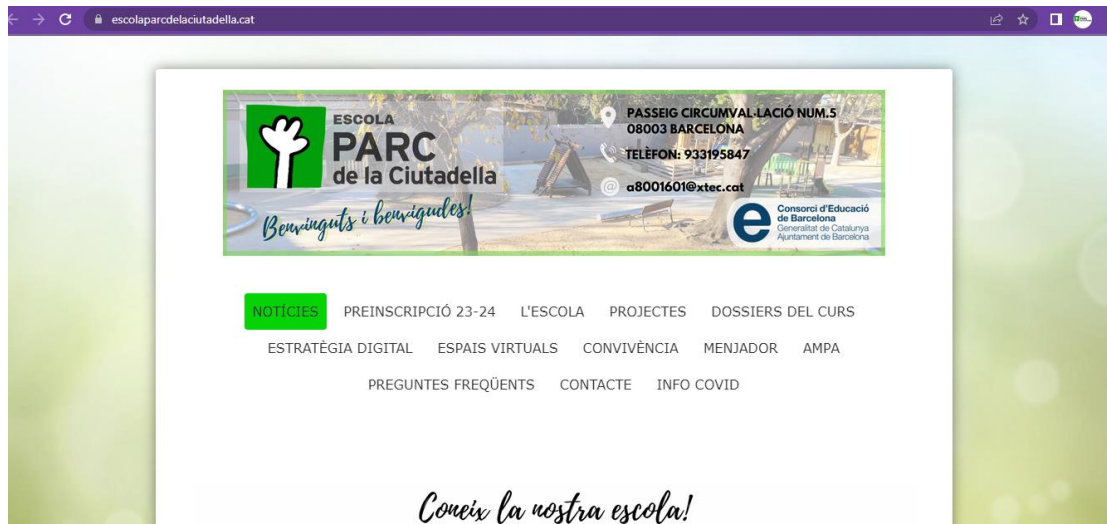 escolaparcdelaciutadella.cat
ESCOLA
PARC
de la Ciutadella
Benvinguts i benvigudes!
PASSEIG CIRCUMVAL·LACIÓ NUM.5
08003 BARCELONA
TELÈFON: 933195847
@ a8001601@xtec.cat
e Consorci d'Educació
de Barcelona
Generalitat de Catalunya
Ajuntament de Barcelona
NOTÍCIES PREINSCRIPCIÓ 23-24 L'ESCOLA PROJECTES DOSSIERS DEL CURS
ESTRATÈGIA DIGITAL ESPAIS VIRTUALS CONVIVÈNCIA MENJADOR AMPA
PREGUNTES FREQÜENTS CONTACTE INFO COVID
Coneix la nostra escola!